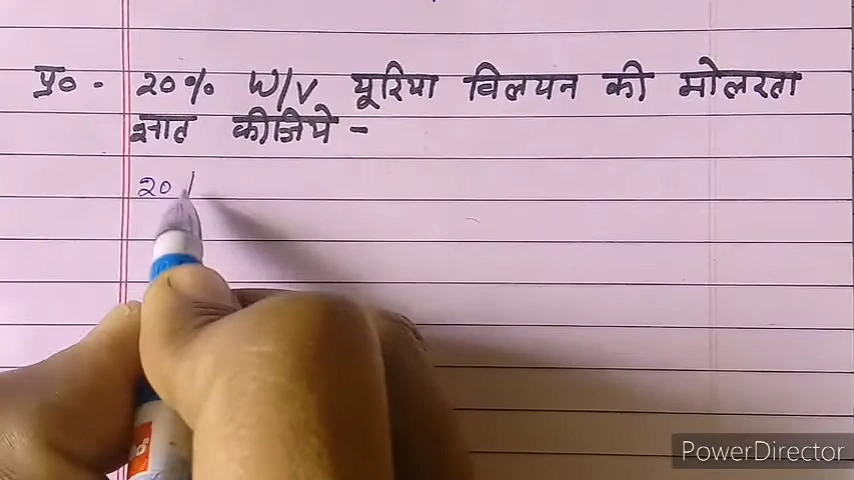 प्र० - 20% W/V यूरिया विलयन की मोलरता
ज्ञात कीजिये -
20
PowerDirector